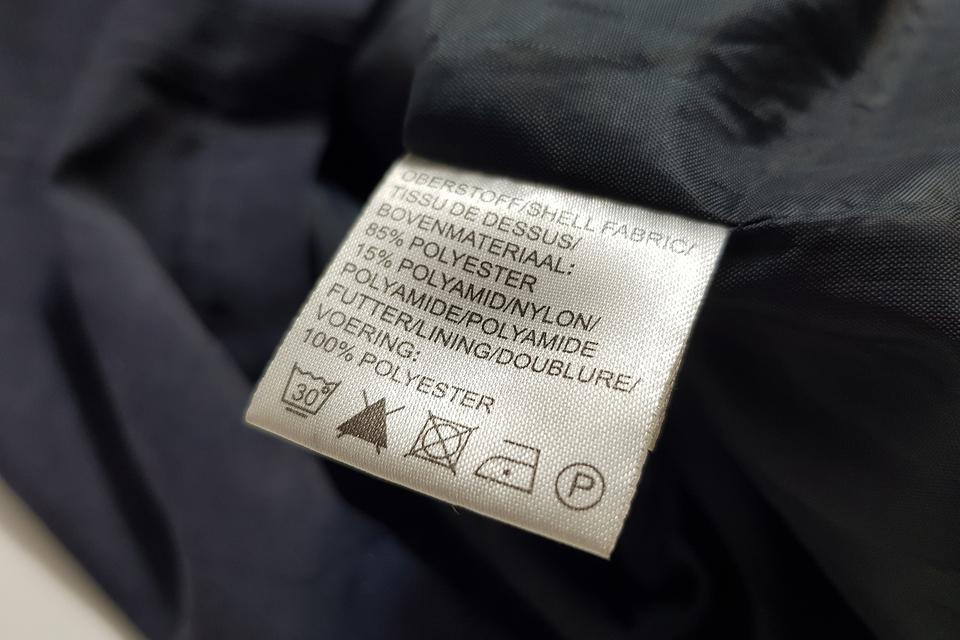 OBERSTOFF/SHELL FABRIC/
TISSU DE DESSUS/
BOVENMATERIAAL:
85% POLYESTER
15% POLYAMID/NYLON/
POLYAMIDE/POLYAMIDE
FUTTER/LINING/DOUBLURE/
VOERING:
100% POLYESTER
30° P